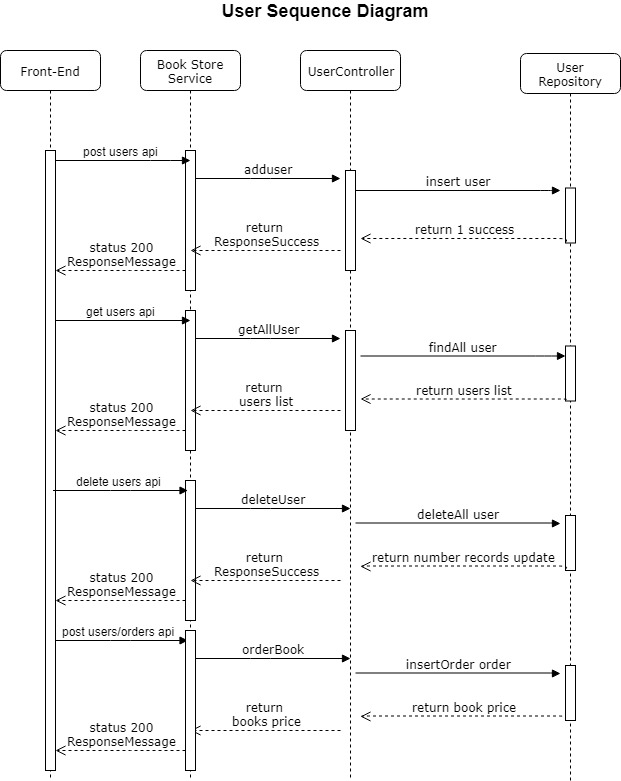 User Sequence Diagram
Front-End
Book Store
Service
UserController
User
Repository
post users api
adduser
insert user
return 1 success
return
ResponseSuccess
status 200
ResponseMessage
get users api
getAllUser
findAll user
return users list
return
users list
status 200
ResponseMessage
delete users api
deleteUser
deleteAll user
return number records update
return
ResponseSuccess
status 200
ResponseMessage
post users/orders api
orderBook
insertOrder order
return book price
return
books price
status 200
ResponseMessage